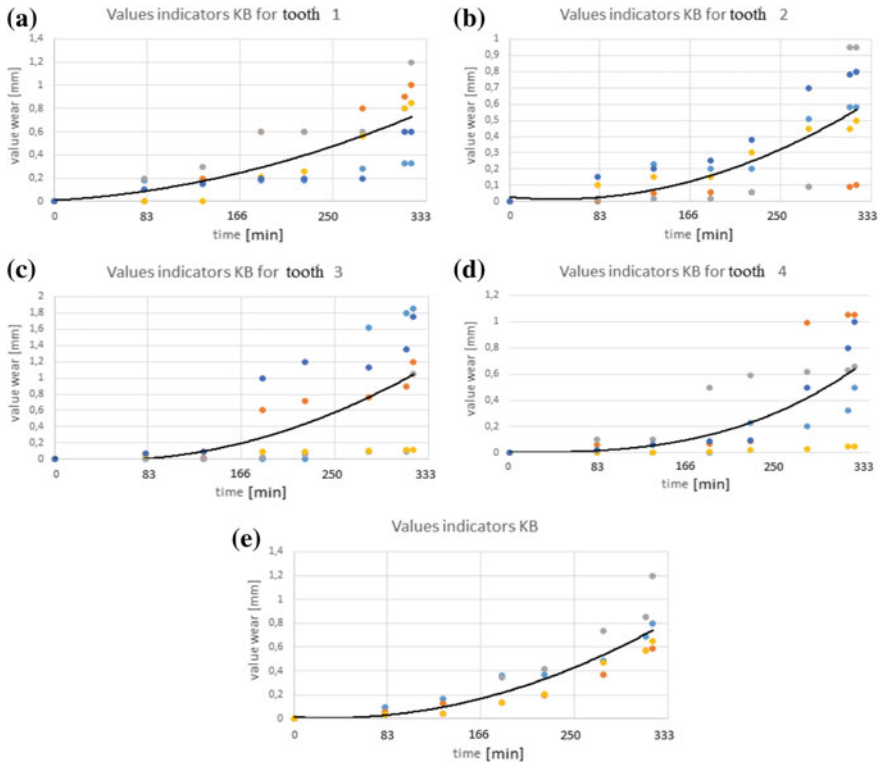 (a)
Values indicators KB for tooth 1
value wear [mm]
1,4
1,2
1
0,8
0,6
0,4
0,2
0
0 83 166 250 333
time [min]
(b)
Values indicators KB for tooth 2
value wear [mm]
1
0,9
0,8
0,7
0,6
0,5
0,4
0,3
0,2
0,1
0
0 83 166 250 333
time [min]
(c)
Values indicators KB for tooth 3
value wear [mm]
2
1,8
1,6
1,4
1,2
1
0,8
0,6
0,4
0,2
0
0 83 166 250 333
time [min]
(d)
Values indicators KB for tooth 4
value wear [mm]
1,2
1
0,8
0,6
0,4
0,2
0
0 83 166 250 333
time [min]
(e)
Values indicators KB
value wear [mm]
1,4
1,2
1
0,8
0,6
0,4
0,2
0
0 83 166 250 333
time [min]